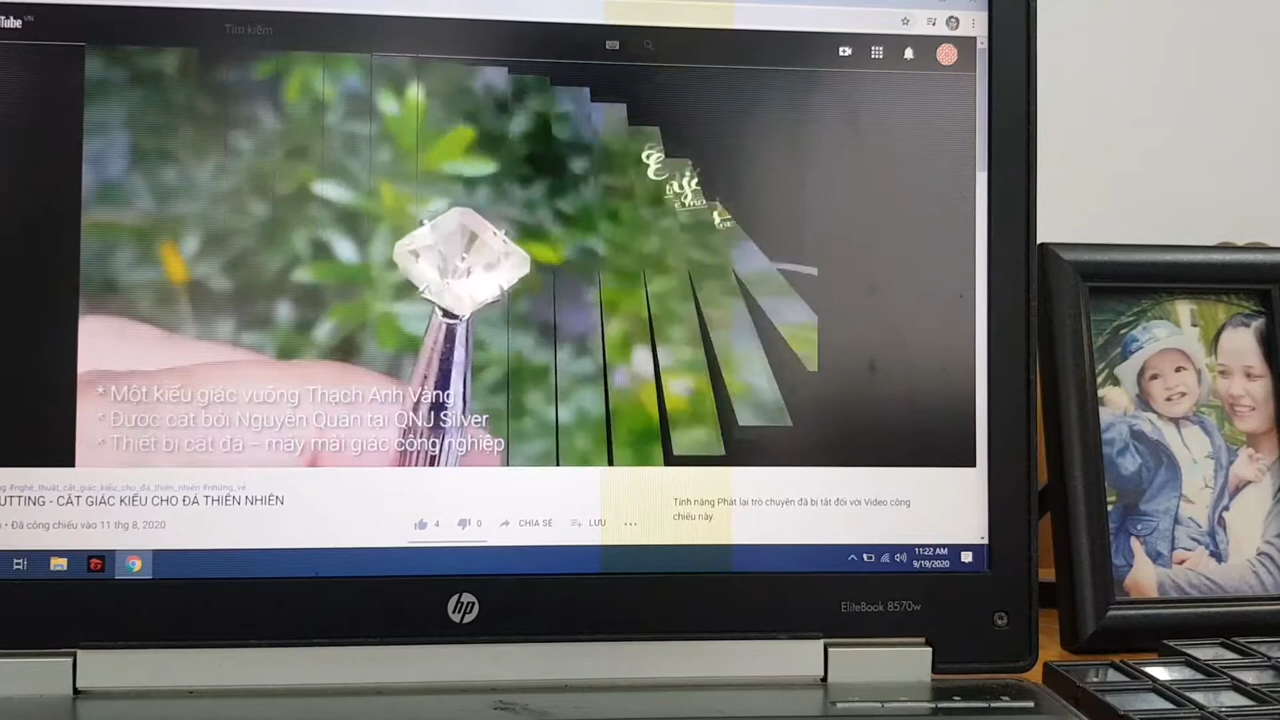 Tube VN
Tìm kiếm
* Một kiểu giác vuông Thạch Anh Vàng
* Được cắt bởi Nguyễn Quân tại QNJ Silver
* Thiết bị cắt đá – máy mài giác công nghiệp
#nghệ_thuật_cắt_giác_kiểu_cho_đá_thiên_nhiên #những_vẻ
UTTING - CẮT GIÁC KIỂU CHO ĐÁ THIÊN NHIÊN
Đã công chiếu vào 11 thg 8, 2020
4
0
CHIA SẺ
LƯU
Tính năng Phát lại trò chuyện đã bị tắt đối với Video công
chiếu này.
11:22 AM
9/19/2020
hp
EliteBook 8570w